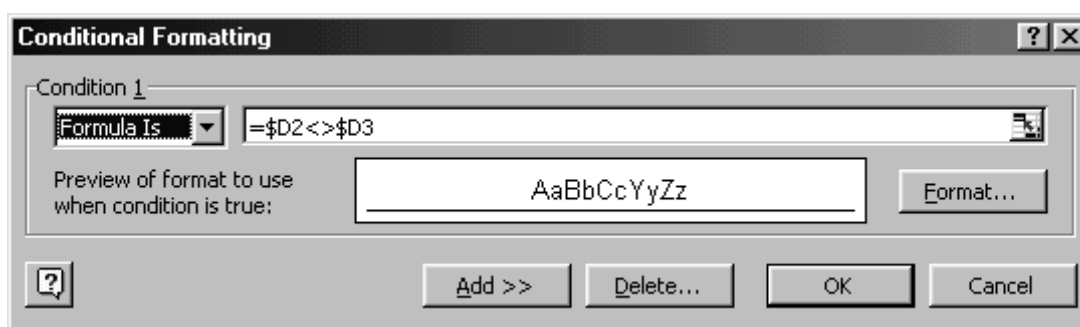 Conditional Formatting
Condition 1
Formula Is =$D2<>$D3
Preview of format to use
when condition is true:
AaBbCcYyZz
Format...
Add >> Delete... OK Cancel